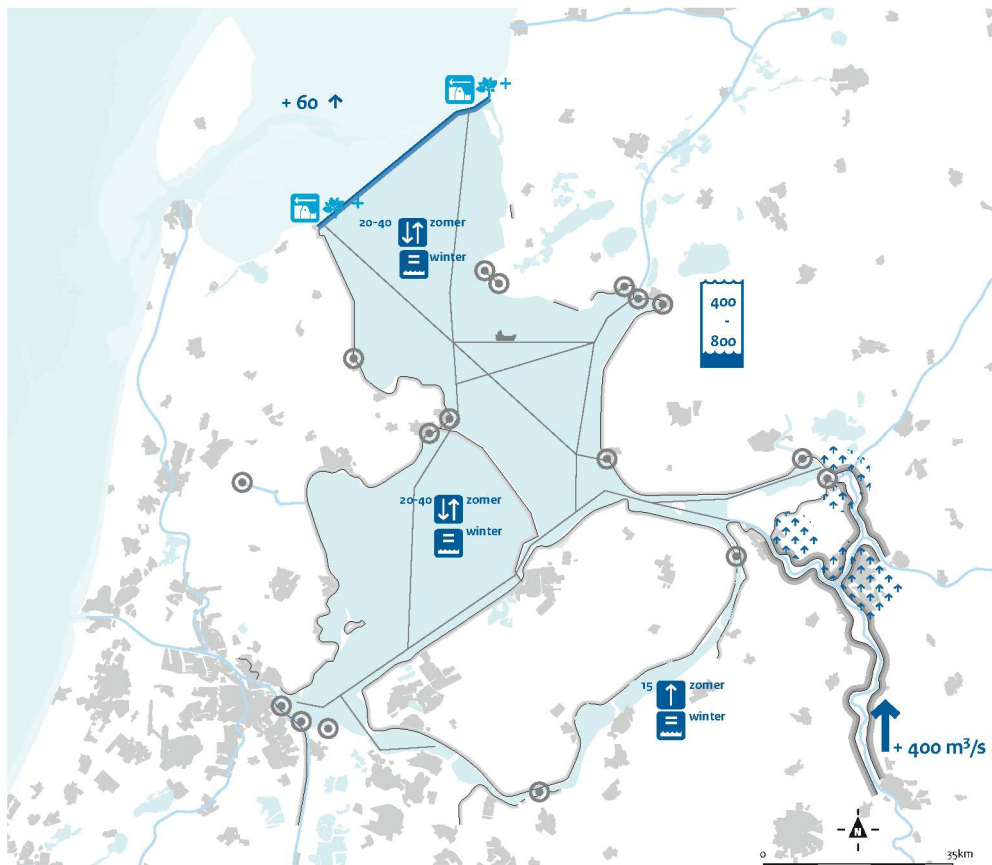 + 60
20-40 zomer
winter
400
-
800
20-40 zomer
winter
15 zomer
winter
+ 400 m³/s
N
0 35km